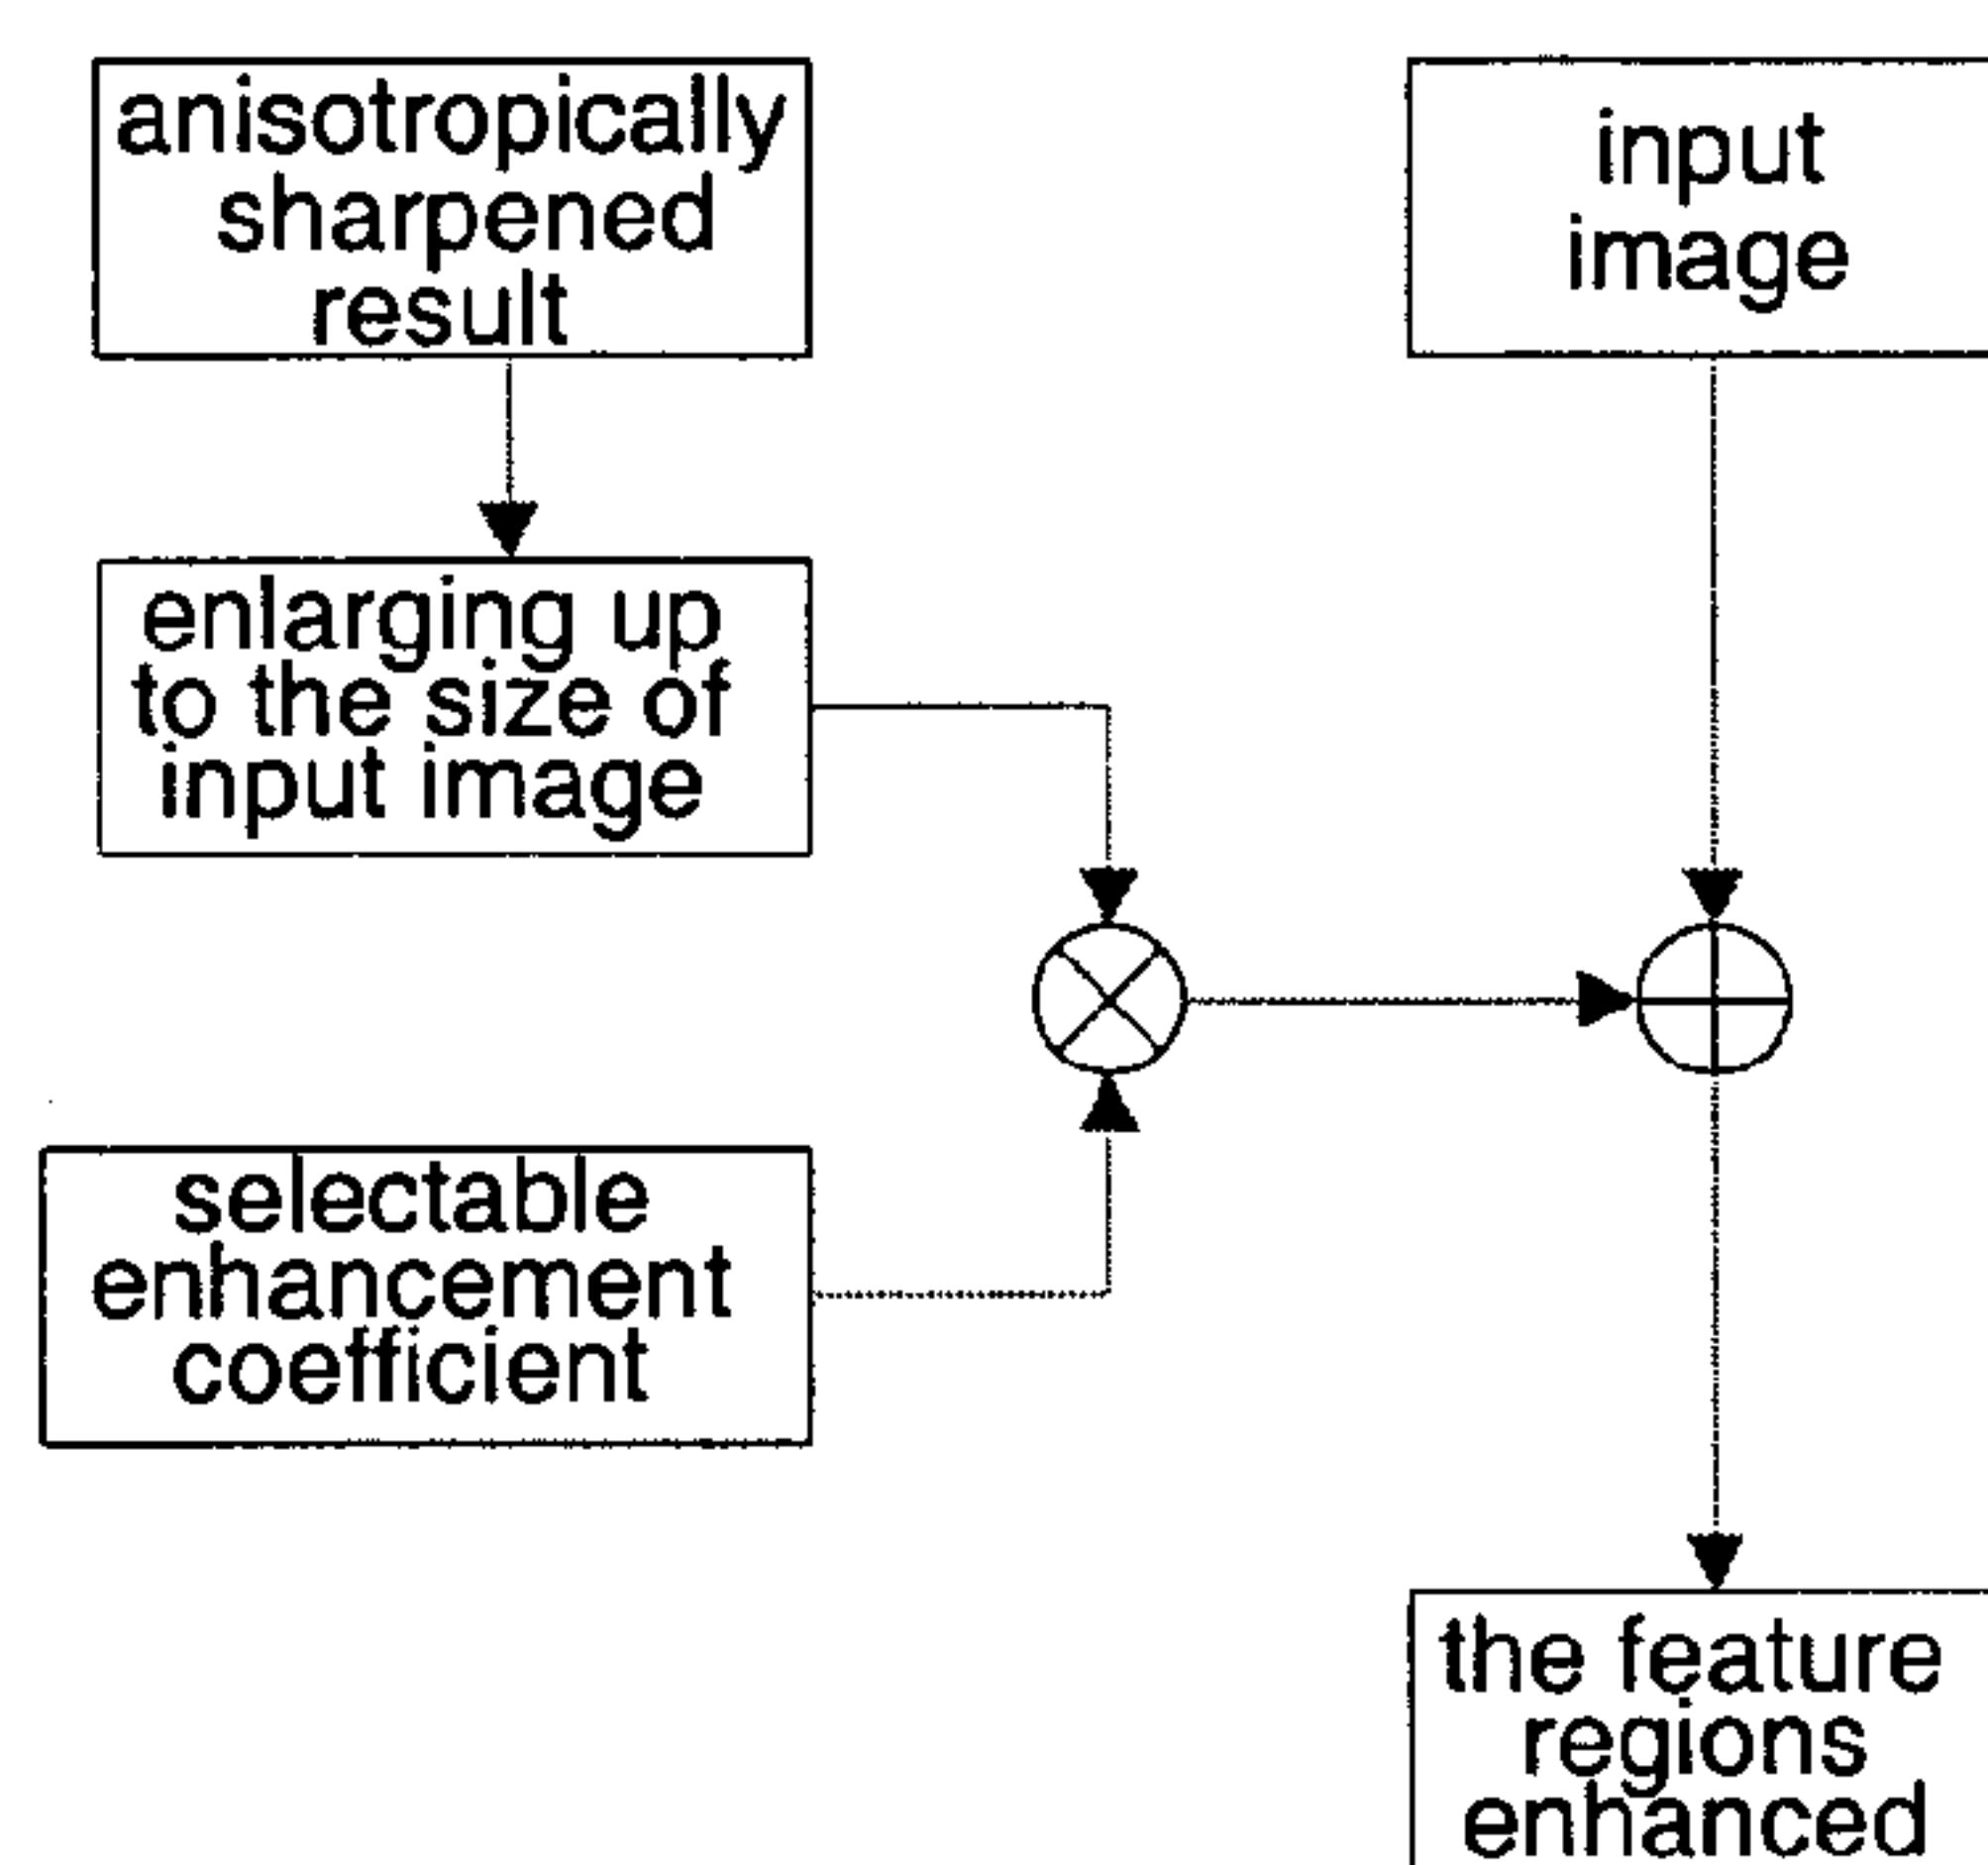 anisotropically
sharpened
result
input
image
enlarging up
to the size of
input image
selectable
enhancement
coefficient
the feature
regions
enhanced